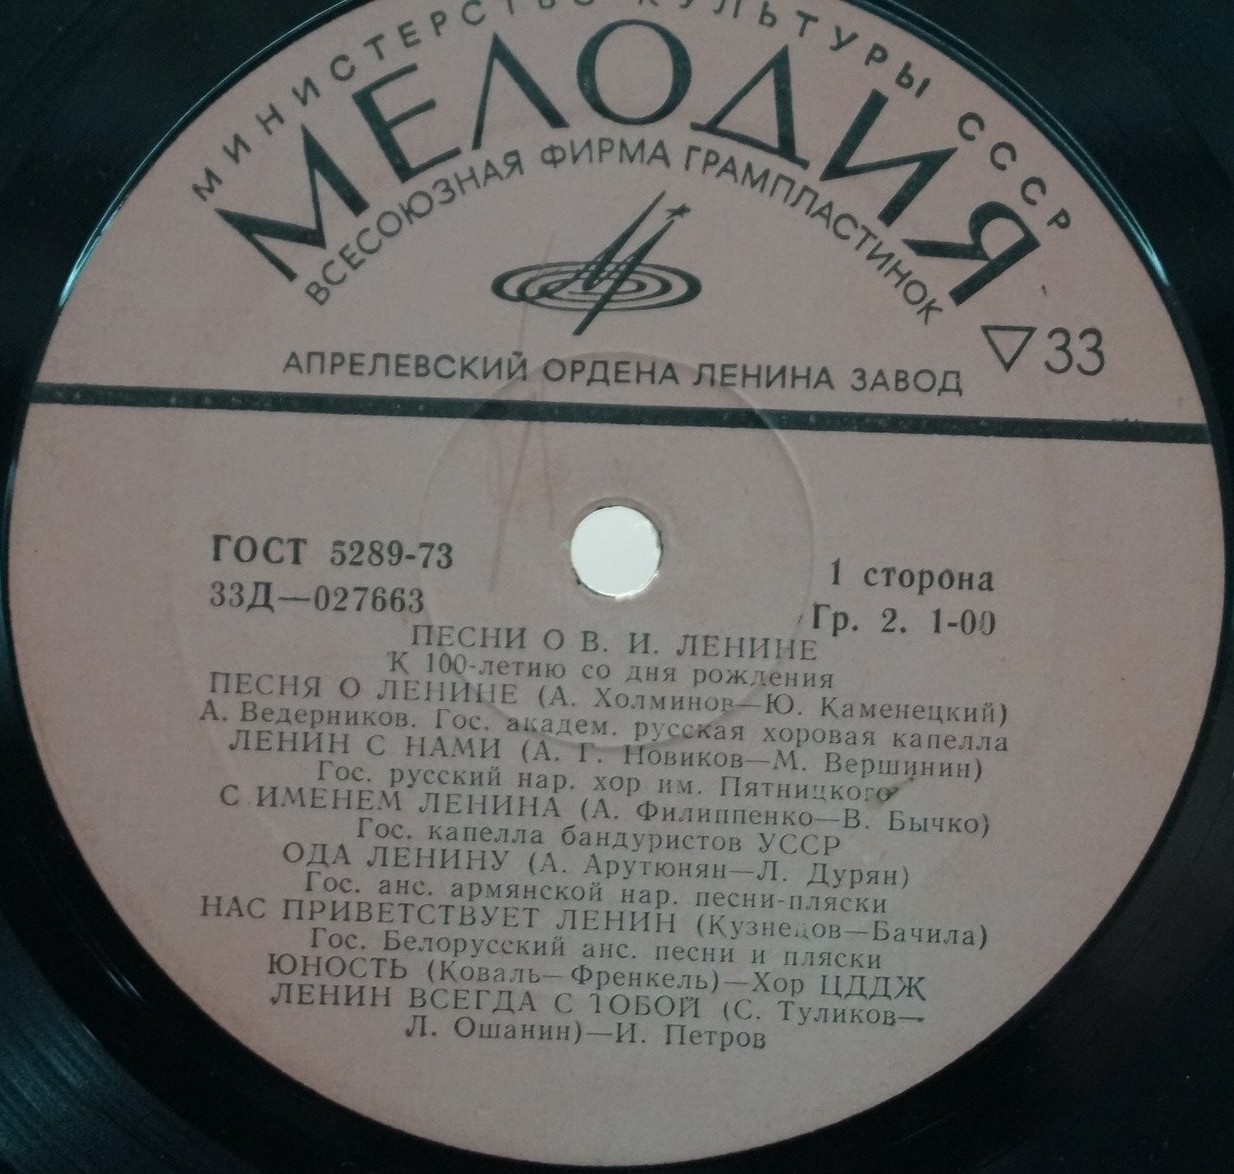 МИНИСТЕРСТВО КУЛЬТУРЫ СССР
МЕЛОДИЯ
ВСЕСОЮЗНАЯ ФИРМА ГРАМПЛАСТИНОК
33
АПРЕЛЕВСКИЙ ОРДЕНА ЛЕНИНА ЗАВОД
ГОСТ 5289-73
33Д—027663
1 сторона
Гр. 2. 1-00
ПЕСНИ О В. И. ЛЕНИНЕ
К 100-летию со дня рождения
ПЕСНЯ О ЛЕНИНЕ (А. Холминов—Ю. Каменецкий)
А. Ведерников. Гос. академ. русская хоровая капелла
ЛЕНИН С НАМИ (А. Г. Новиков—М. Вершинин)
Гос. русский нар. хор им. Пятницкого
С ИМЕНЕМ ЛЕНИНА (А. Филиппенко—В. Бычко)
Гос. капелла бандуристов УССР
ОДА ЛЕНИНУ (А. Арутюнян—Л. Дурян)
Гос. анс. армянской нар. песни-пляски
НАС ПРИВЕТСТВУЕТ ЛЕНИН (Кузнецов—Бачила)
Гос. Белорусский анс. песни и пляски
ЮНОСТЬ (Коваль—Френкель)—Хор ЦДДЖ
ЛЕНИН ВСЕГДА С ТОБОЙ (С. Туликов—
Л. Ошанин)—И. Петров